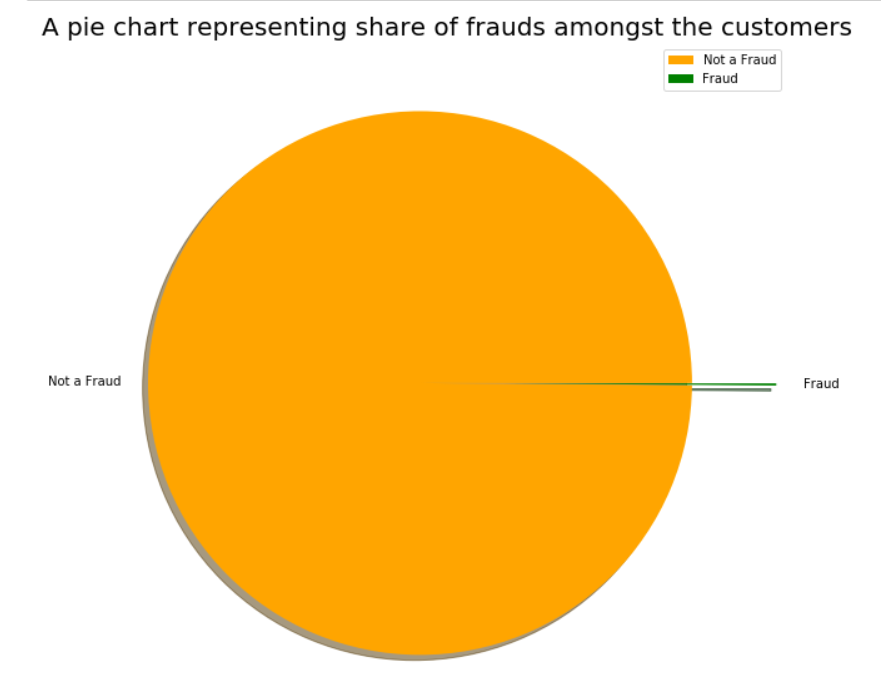 A pie chart representing share of frauds amongst the customers
Not a Fraud
Fraud
Not a Fraud
Fraud